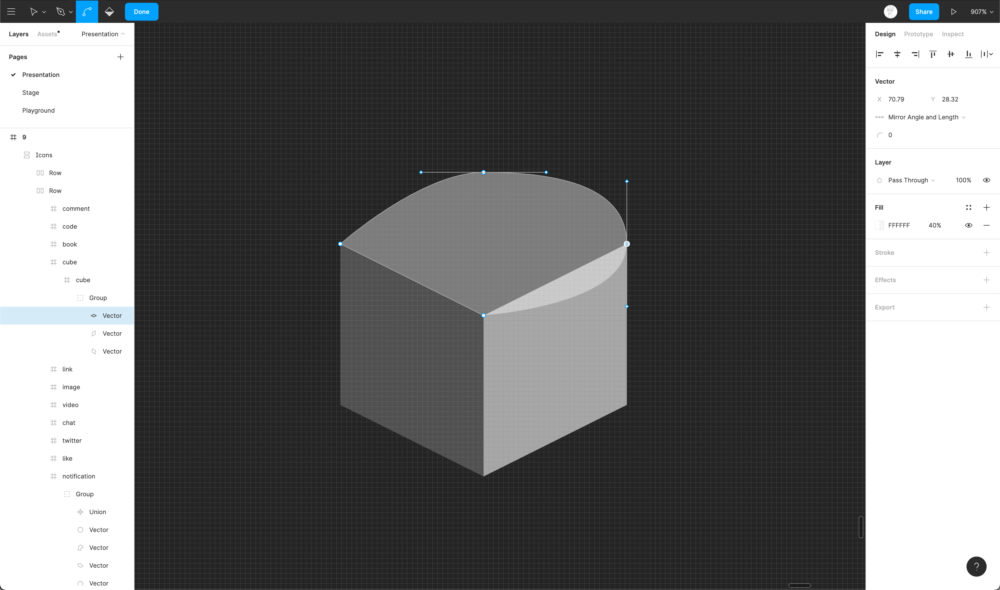 Done
Share
907%
Layers
Assets
Presentation
Pages
Presentation
Stage
Playground
9
Icons
Row
Row
comment
code
book
cube
cube
Group
Vector
Vector
Vector
link
image
video
chat
twitter
like
notification
Group
Union
Vector
Vector
Vector
Vector
Design
Prototype
Inspect
Vector
X 70.79 Y 28.32
Mirror Angle and Length
0
Layer
Pass Through 100%
Fill
FFFFFF 40%
Stroke
Effects
Export
?